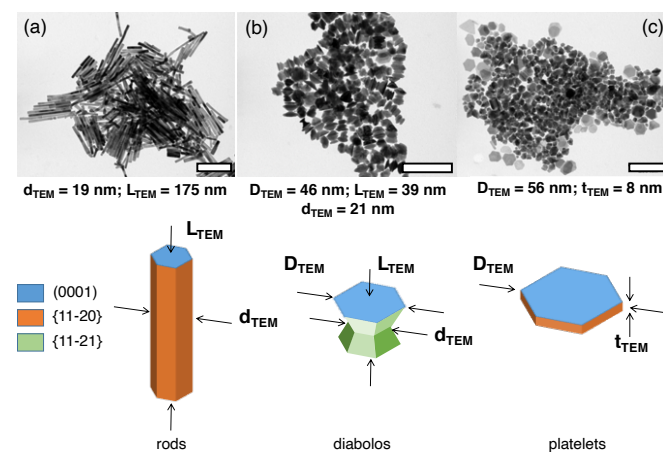 (a)
(b)
(c)
dTEM = 19 nm; LTEM = 175 nm
DTEM = 46 nm; LTEM = 39 nm
dTEM = 21 nm
DTEM = 56 nm; tTEM = 8 nm
LTEM
dTEM
DTEM
LTEM
dTEM
DTEM
tTEM
(0001)
{11-20}
{11-21}
rods
diabolos
platelets